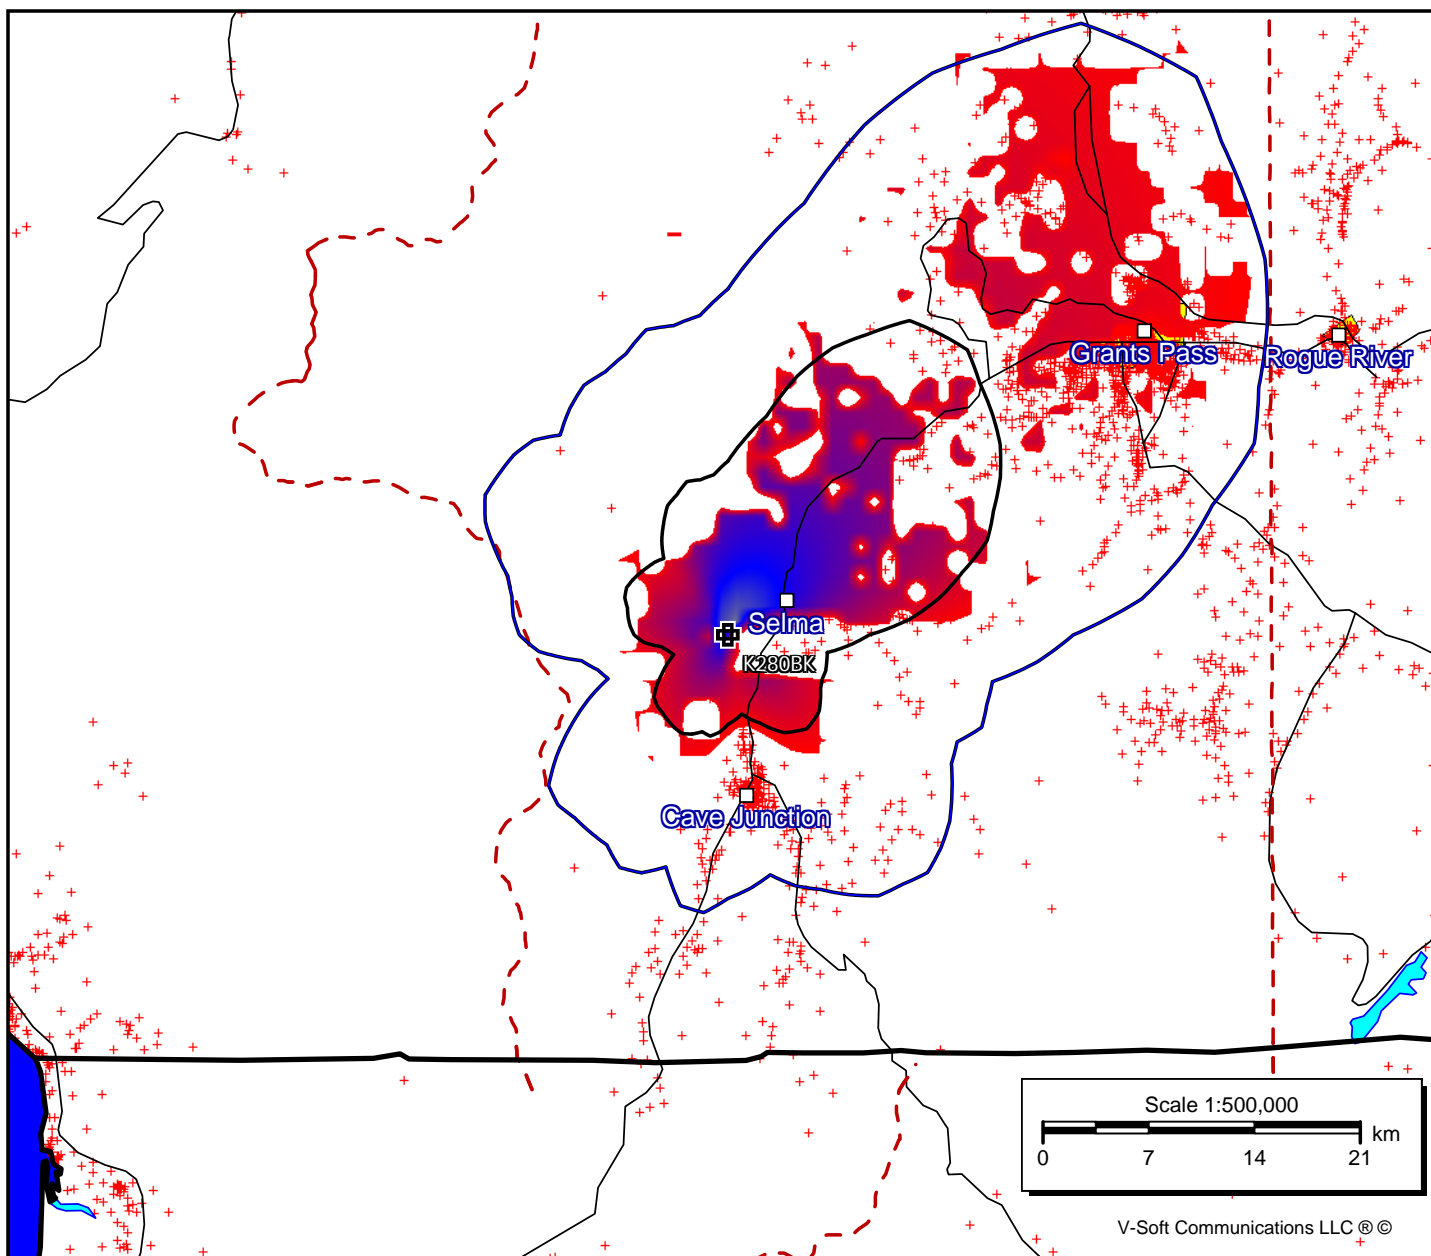 Grants Pass
Rogue River
Selma
K280BK
Cave Junction
Scale 1:500,000
km
0 7 14 21
V-Soft Communications LLC ® ©